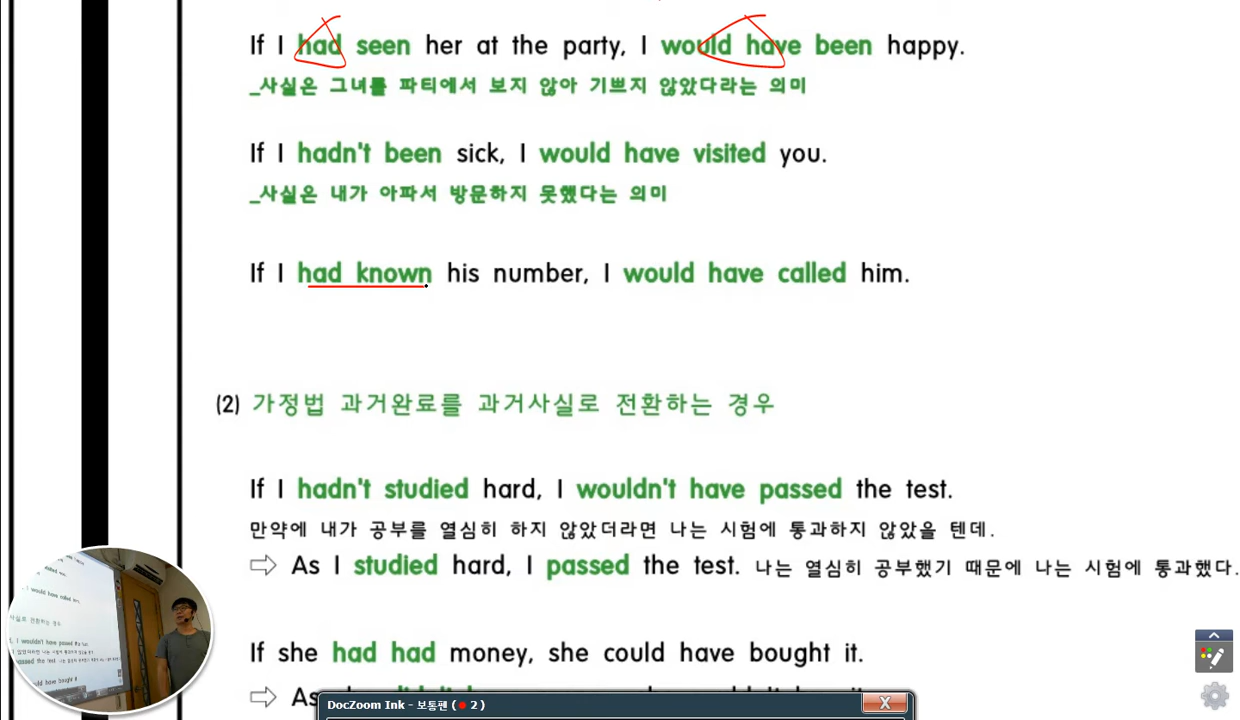 If I had seen her at the party, I would have been happy.
_사실은 그녀를 파티에서 보지 않아 기쁘지 않았다라는 의미
If I hadn't been sick, I would have visited you.
_사실은 내가 아파서 방문하지 못했다는 의미
If I had known his number, I would have called him.
(2) 가정법 과거완료를 과거사실로 전환하는 경우
If I hadn't studied hard, I wouldn't have passed the test.
만약에 내가 공부를 열심히 하지 않았더라면 나는 시험에 통과하지 않았을 텐데.
⇨ As I studied hard, I passed the test. 나는 열심히 공부했기 때문에 나는 시험에 통과했다.
If she had had money, she could have bought it.
⇨ As
DocZoom Ink - 보통펜 ( 2 )